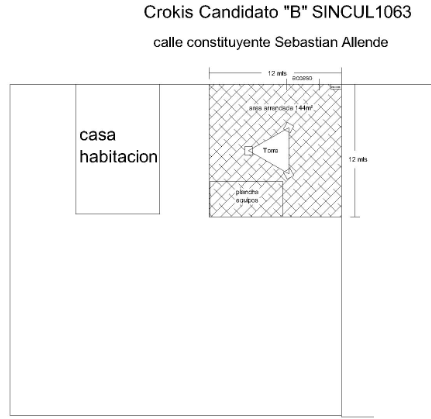 Crokis Candidato "B" SINCUL1063
calle constituyente Sebastian Allende
12 mts
acceso
area arrendada 144m²
casa
habitacion
Torre
12 mts
plancha
equipos